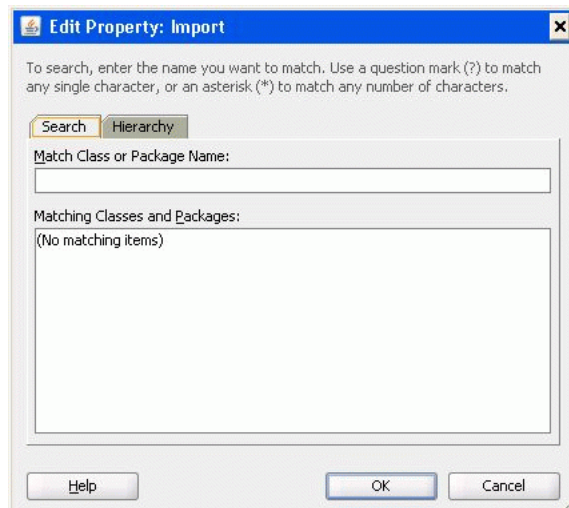 Edit Property: Import
To search, enter the name you want to match. Use a question mark (?) to match
any single character, or an asterisk (*) to match any number of characters.
Search Hierarchy
Match Class or Package Name:
Matching Classes and Packages:
(No matching items)
Help OK Cancel